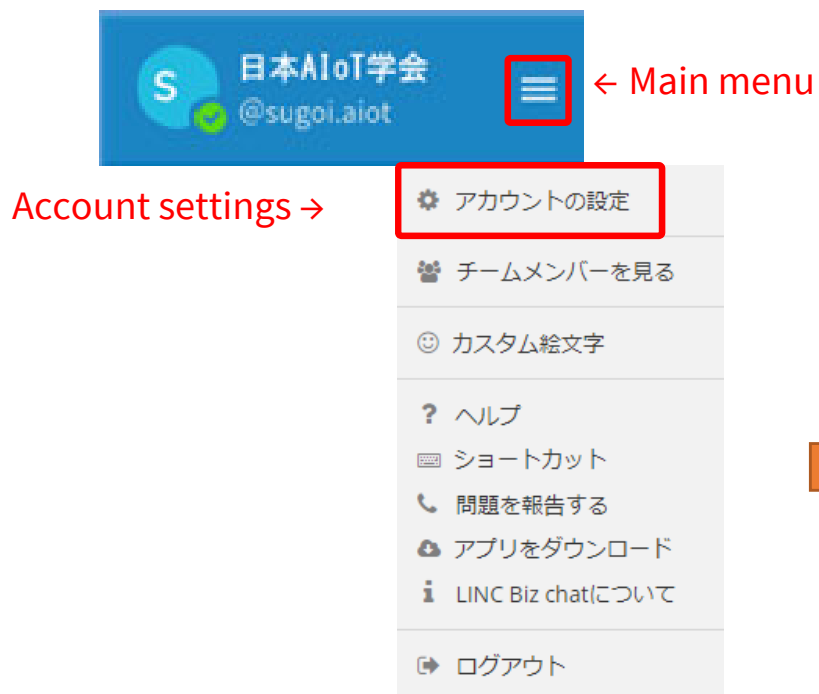 S
日本AIoT学会
@sugoi.aiot
← Main menu
Account settings →
アカウントの設定
チームメンバーを見る
カスタム絵文字
? ヘルプ
ショートカット
問題を報告する
アプリをダウンロード
i LINC Biz chatについて
ログアウト